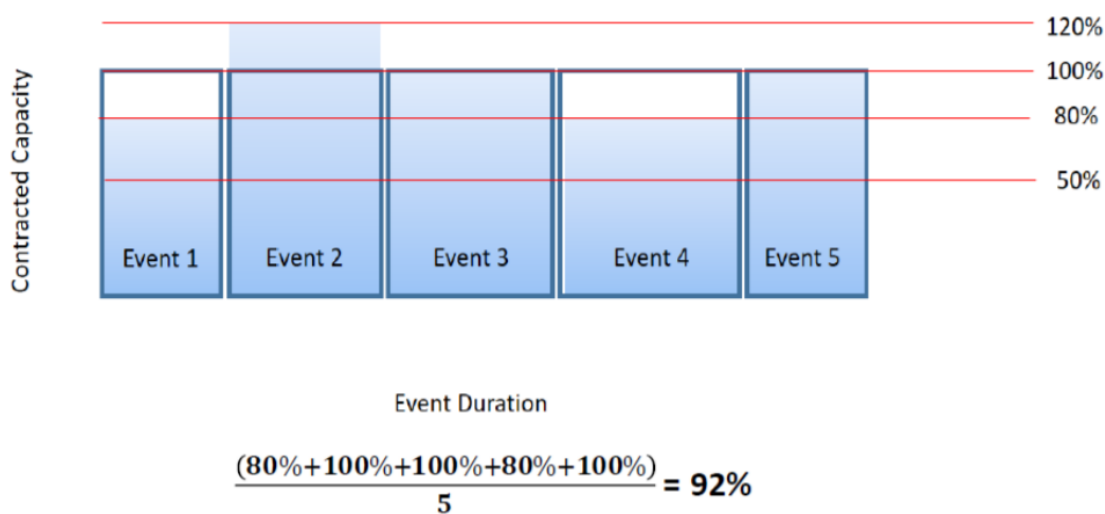 120%
100%
80%
50%
Contracted Capacity
Event 1 Event 2 Event 3 Event 4 Event 5
Event Duration
(80%+100%+100%+80%+100%)
5
= 92%